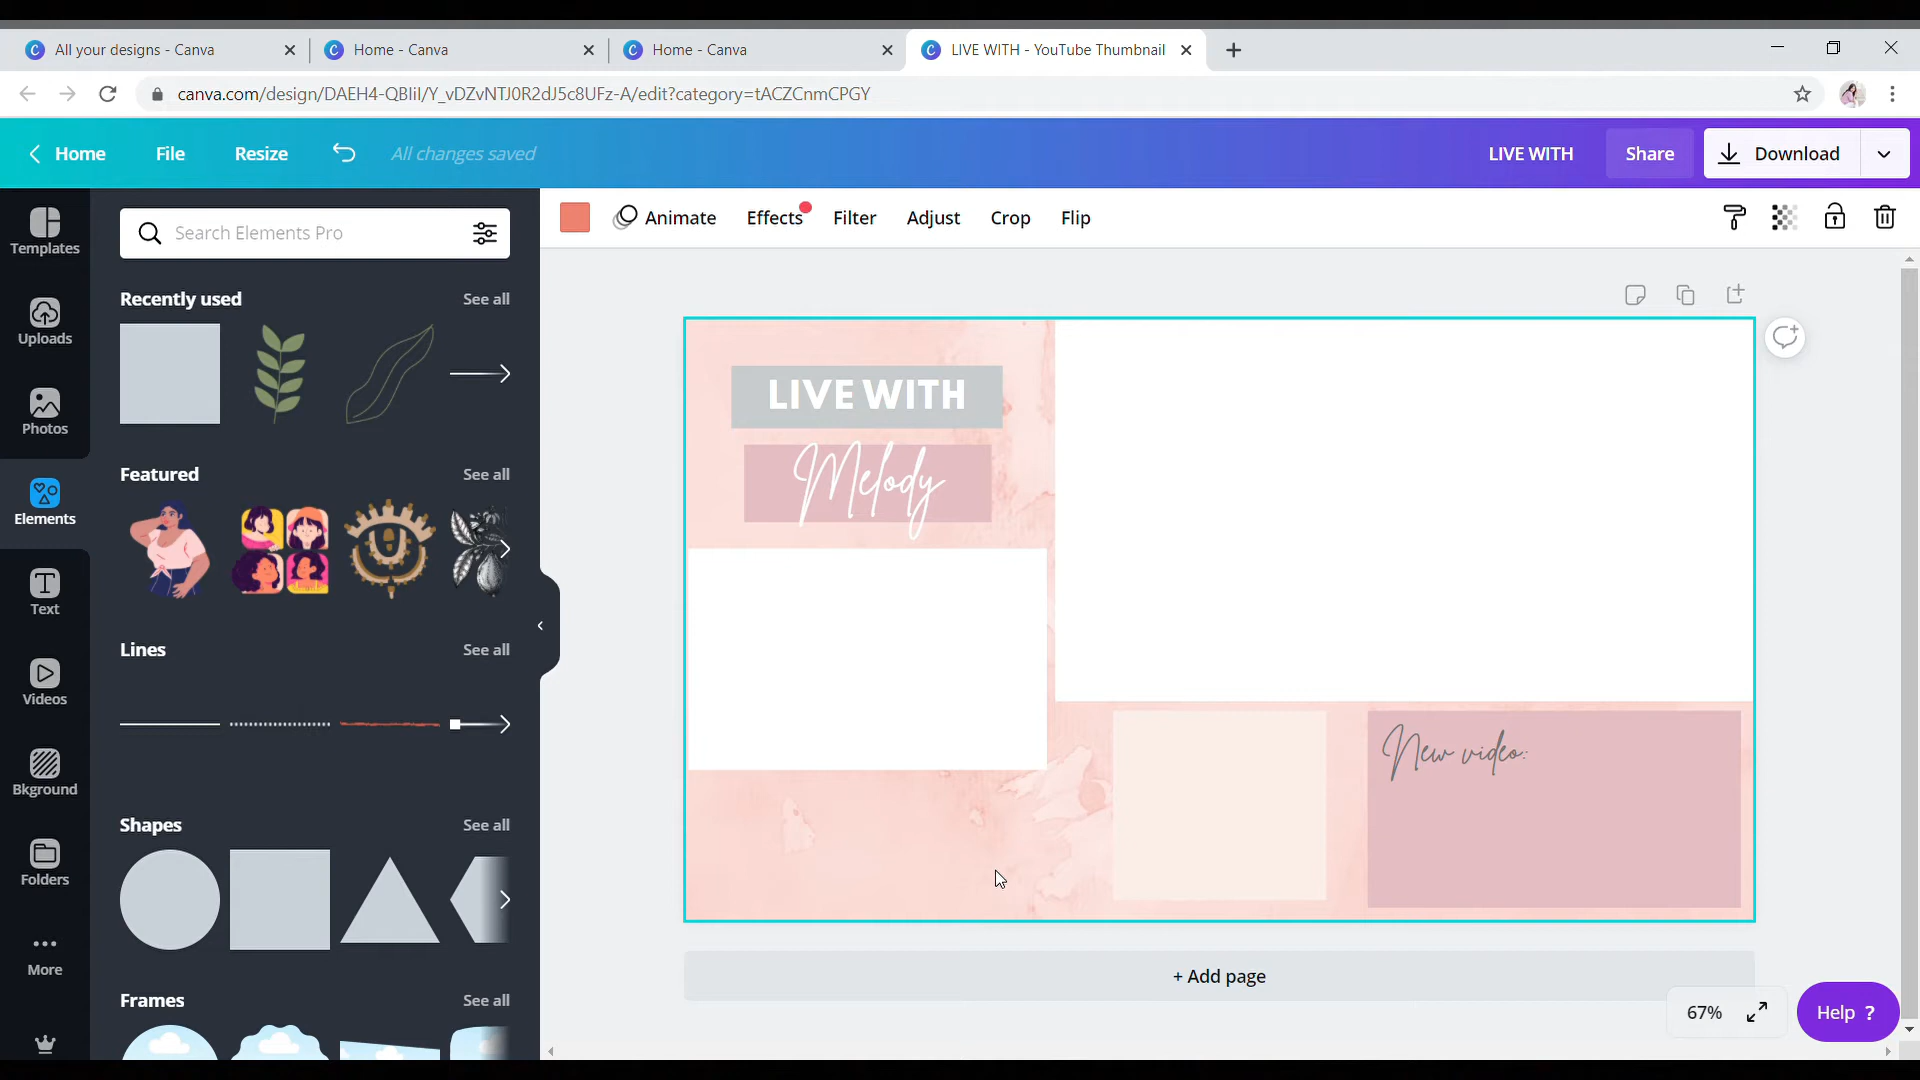 All your designs - Canva
Home - Canva
Home - Canva
LIVE WITH - YouTube Thumbnail
canva.com/design/DAEH4-QBlil/Y_vDZvNTJ0R2dJ5c8UFz-A/edit?category=tACZCnmCPGY
Home
File
Resize
All changes saved
LIVE WITH
Share
Download
Templates
Uploads
Photos
Elements
Text
Videos
Bkground
Folders
More
Search Elements Pro
Recently used
See all
Featured
See all
Lines
See all
Shapes
See all
Frames
See all
Animate
Effects
Filter
Adjust
Crop
Flip
LIVE WITH
Melody
New video:
+ Add page
67%
Help ?